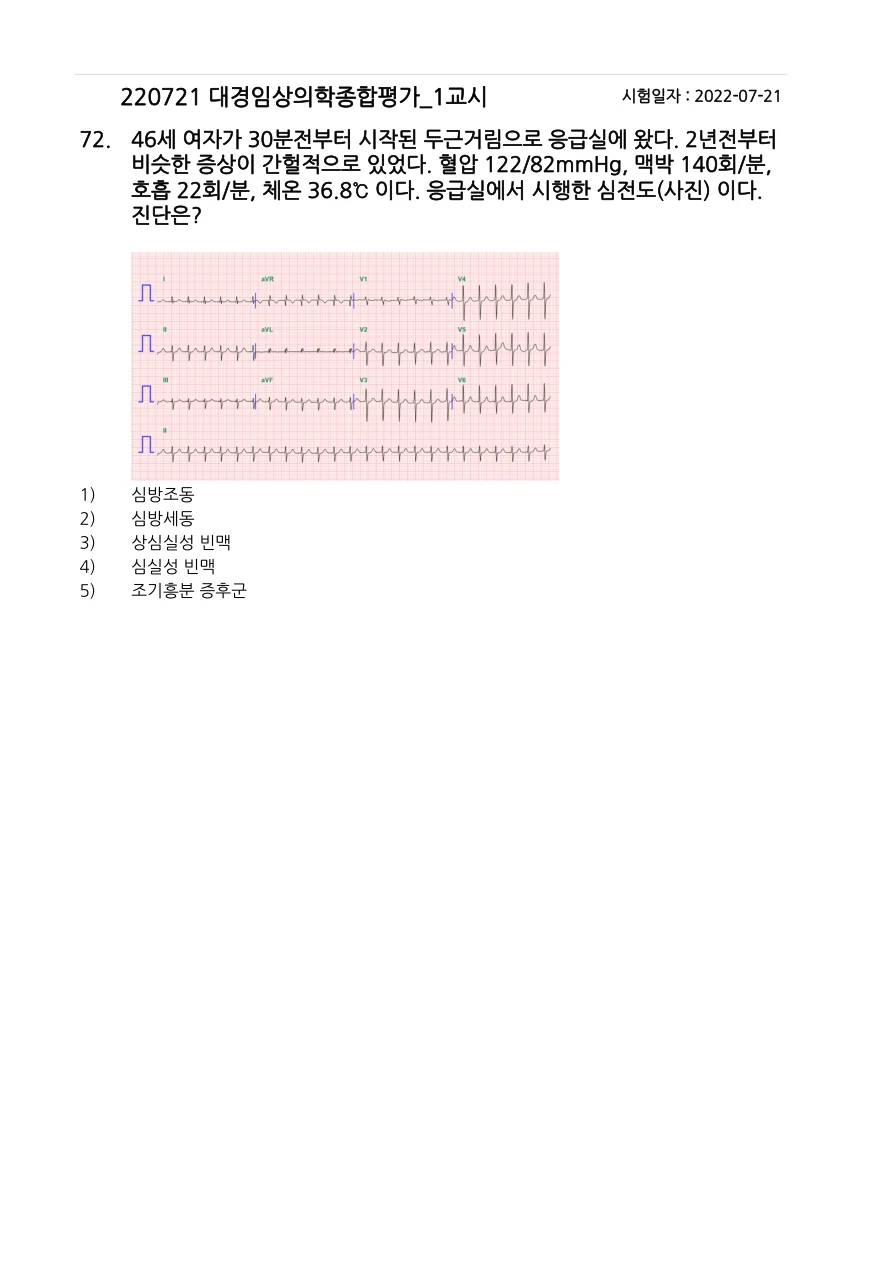 220721 대경임상의학종합평가_1교시
시험일자 : 2022-07-21
72. 46세 여자가 30분전부터 시작된 두근거림으로 응급실에 왔다. 2년전부터
비슷한 증상이 간헐적으로 있었다. 혈압 122/82mmHg, 맥박 140회/분,
호흡 22회/분, 체온 36.8℃ 이다. 응급실에서 시행한 심전도(사진) 이다.
진단은?
I aVR V1 V4
II aVL V2 V5
III aVF V3 V6
II
1) 심방조동
2) 심방세동
3) 상심실성 빈맥
4) 심실성 빈맥
5) 조기흥분 증후군